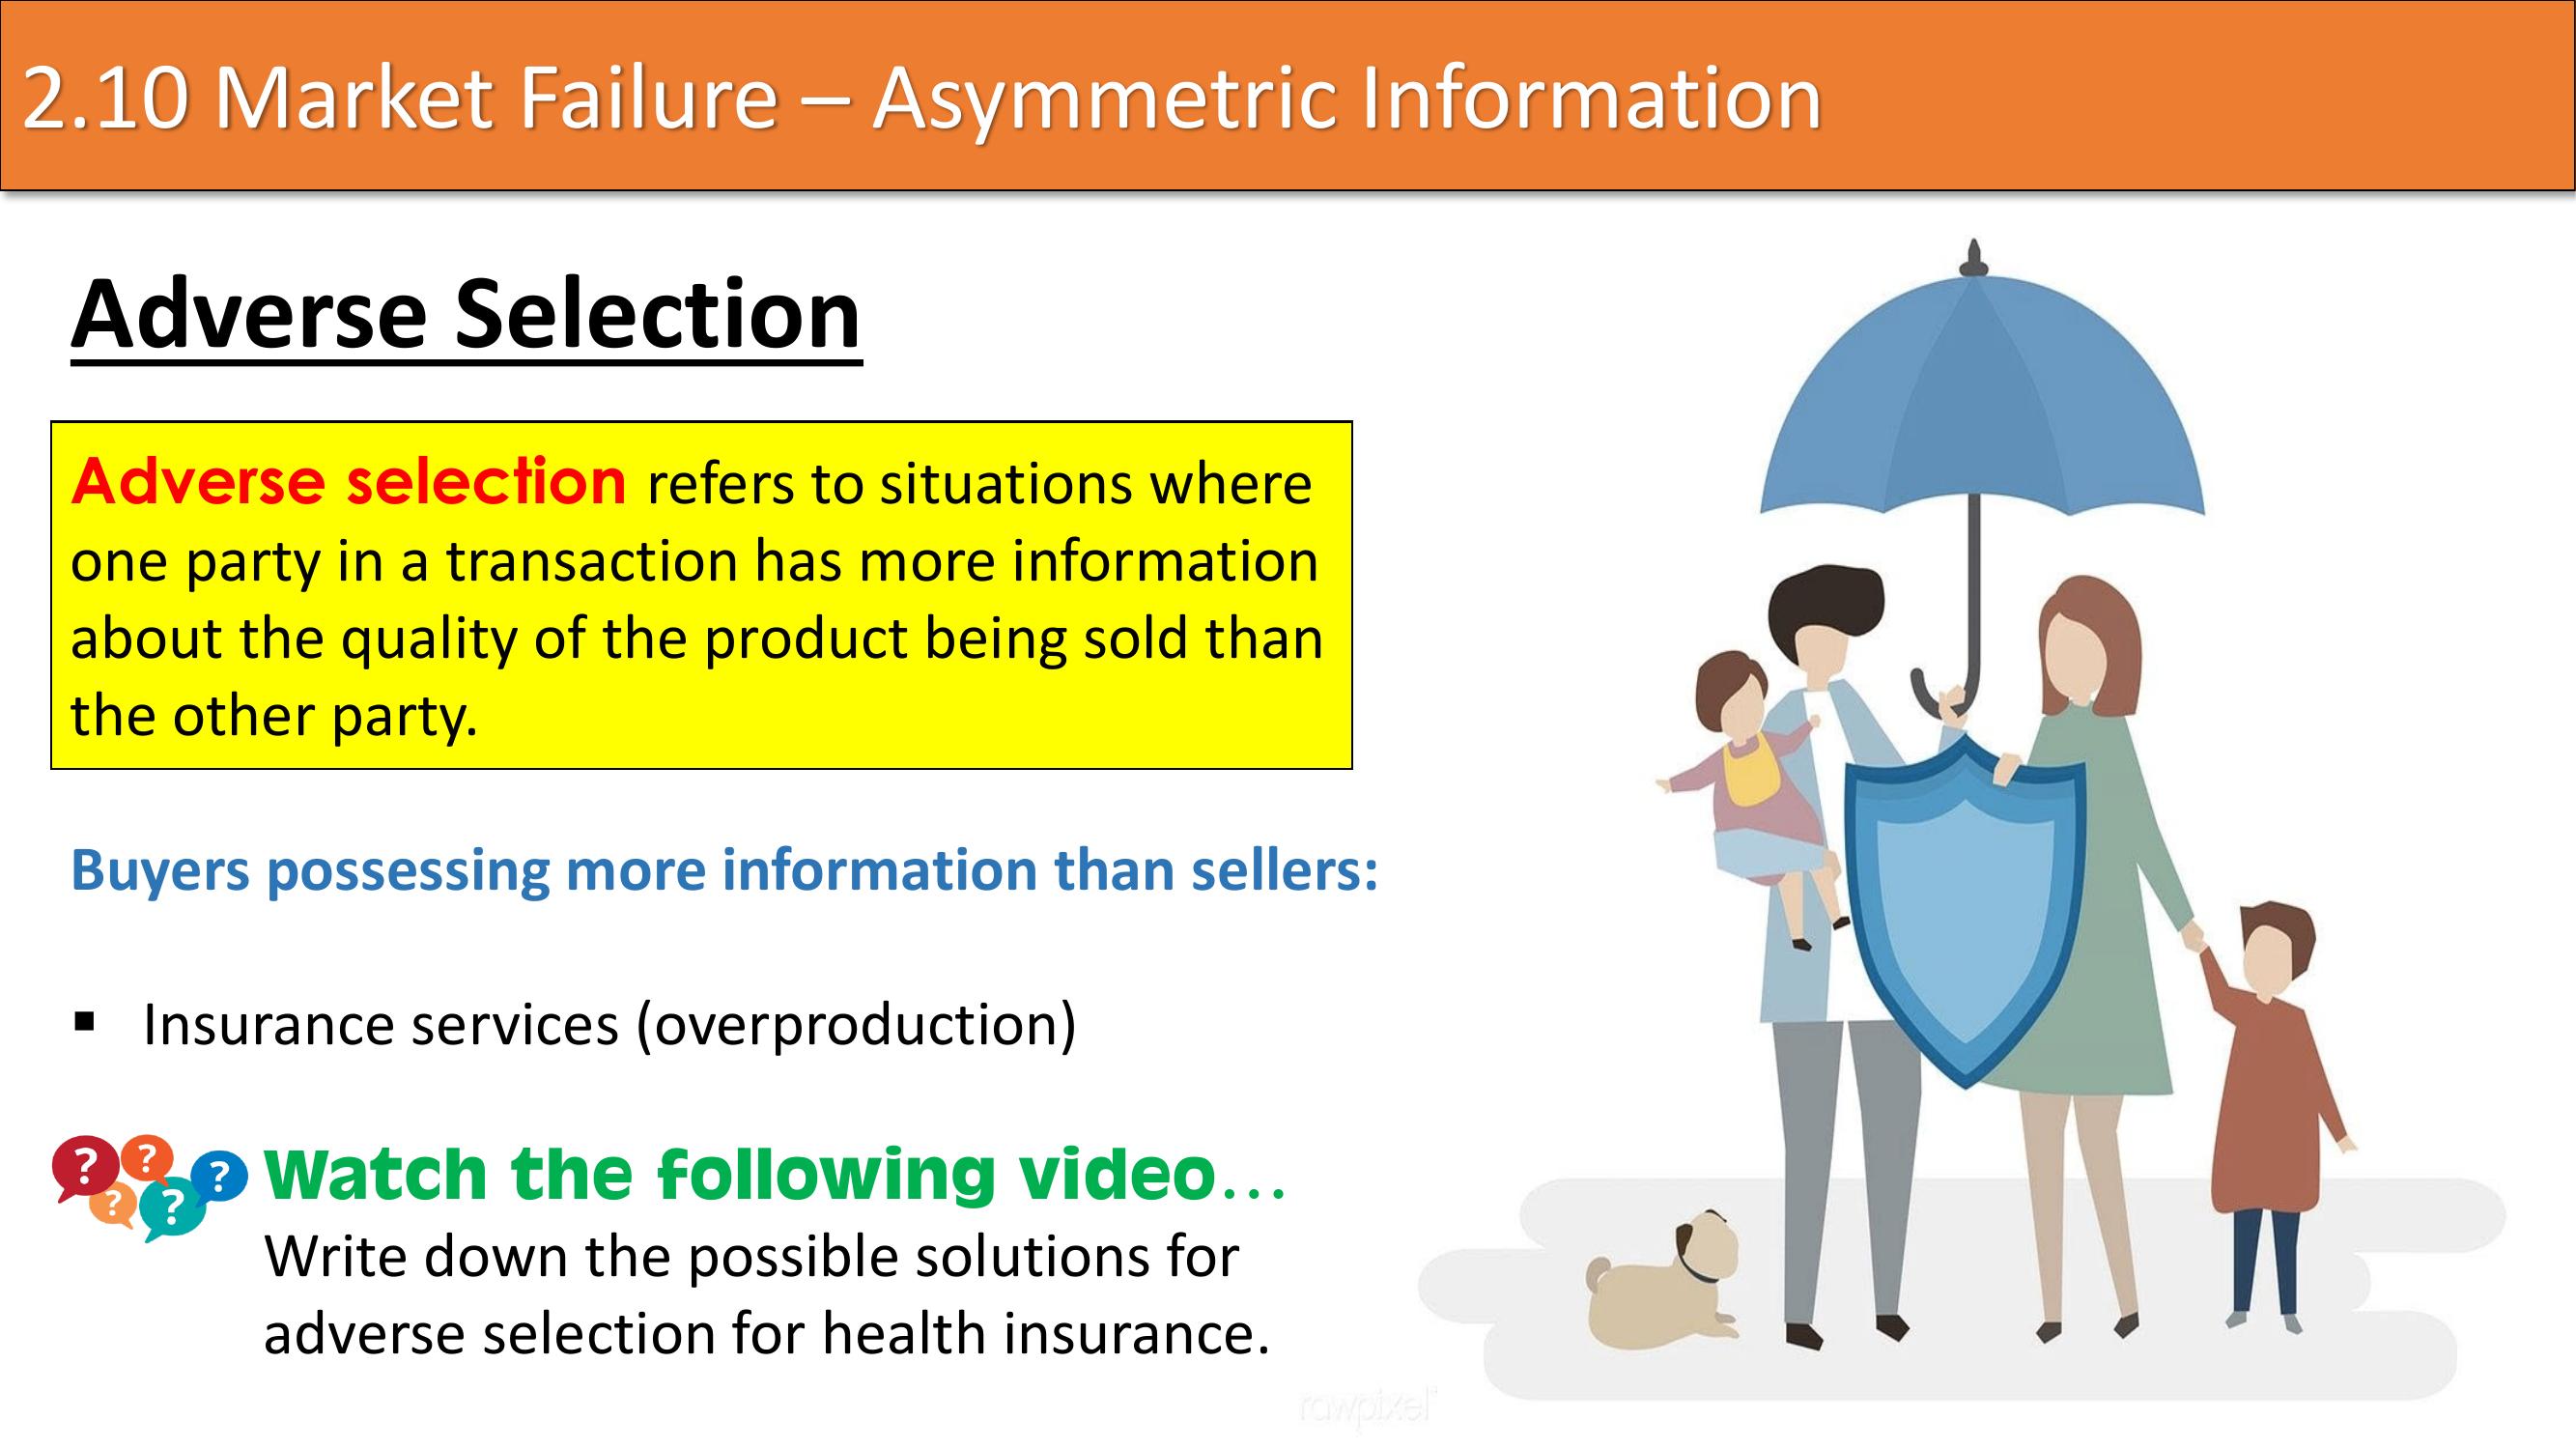 2.10 Market Failure – Asymmetric Information
Adverse Selection
Adverse selection refers to situations where
one party in a transaction has more information
about the quality of the product being sold than
the other party.
Buyers possessing more information than sellers:
▪ Insurance services (overproduction)
? ? ? ? ?
Watch the following video…
Write down the possible solutions for
adverse selection for health insurance.
rawpixel